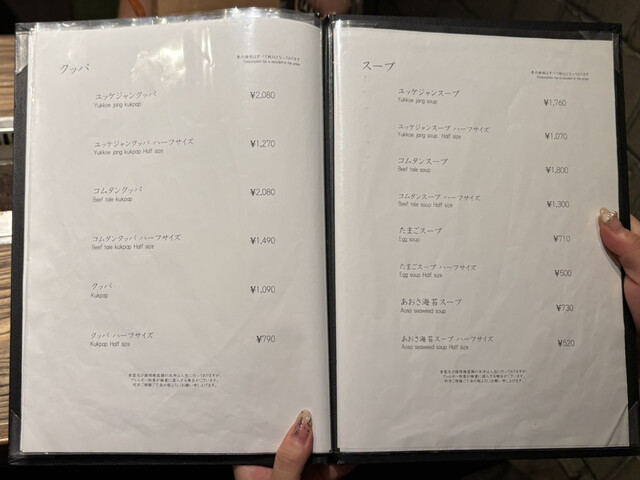 クッパ
ユッケジャンクッパ ¥2,080
Yukkoe jang kukpap
ユッケジャンクッパ ハーフサイズ ¥1,270
Yukkoe jang kukpap Half size
コムタンクッパ ¥2,080
Beef tale kukpap
コムタンクッパ ハーフサイズ ¥1,490
Beef tale kukpap Half size
クッパ ¥1,090
Kukpap
クッパ ハーフサイズ ¥790
Kukpap Half size
スープ
ユッケジャンスープ ¥1,760
Yukkoe jang soup
ユッケジャンスープ ハーフサイズ ¥1,070
Yukkoe jang soup Half size
コムタンスープ ¥1,800
Beef tale soup
コムタンスープ ハーフサイズ ¥1,300
Beef tale soup Half size
たまごスープ ¥710
Egg soup
たまごスープ ハーフサイズ ¥500
Egg soup Half size
あおさ海苔スープ ¥730
Aosa seaweed soup
あおさ海苔スープ ハーフサイズ ¥520
Aosa seaweed soup Half size